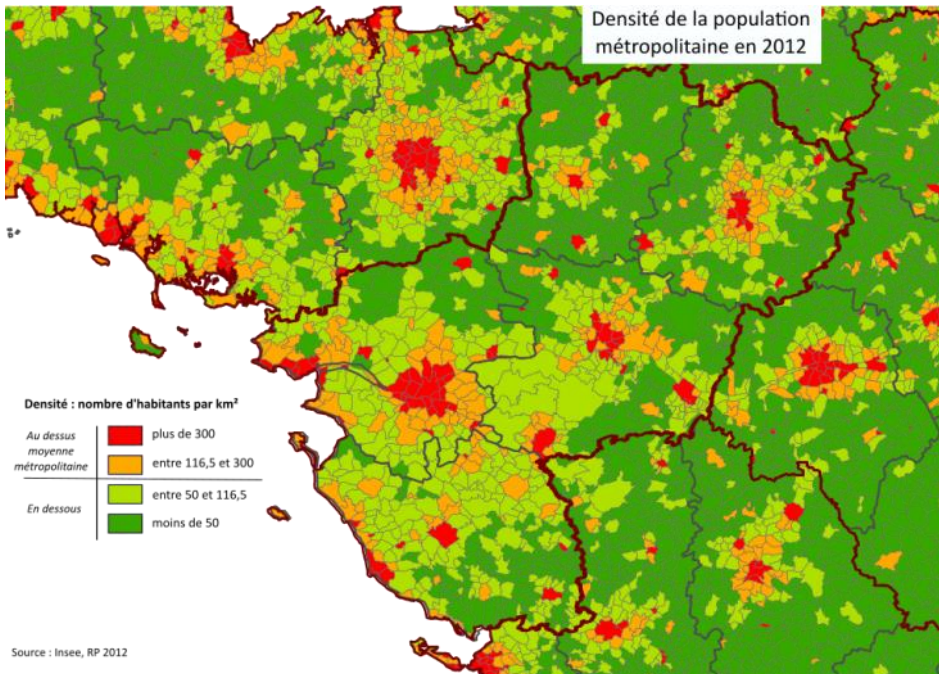 Densité de la population
métropolitaine en 2012
Densité : nombre d'habitants par km²
Au dessus
moyenne
métropolitaine
plus de 300
entre 116,5 et 300
En dessous
entre 50 et 116,5
moins de 50
Source : Insee, RP 2012